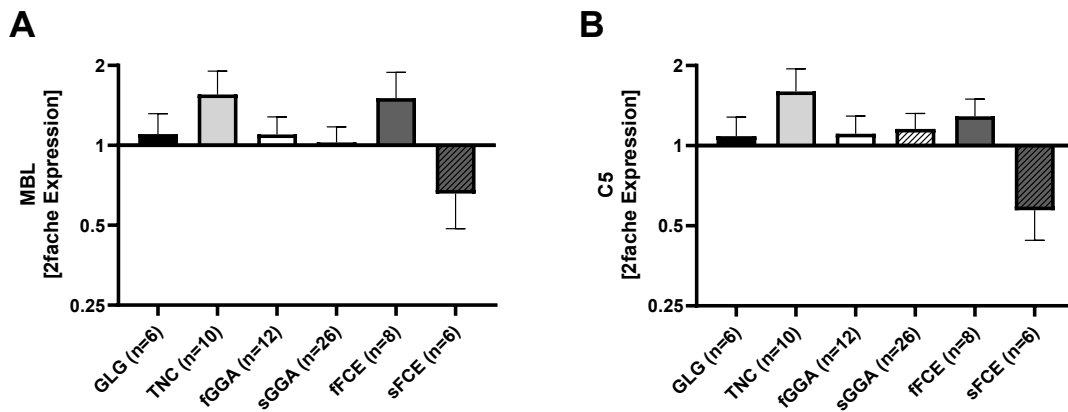 A
MBL
[2fache Expression]
2
1
0.5
0.25
GLG (n=6)
TNC (n=10)
fGGA (n=12)
sGGA (n=26)
fFCE (n=8)
sFCE (n=6)
B
C5
[2fache Expression]
2
1
0.5
0.25
GLG (n=6)
TNC (n=10)
fGGA (n=12)
sGGA (n=26)
fFCE (n=8)
sFCE (n=6)